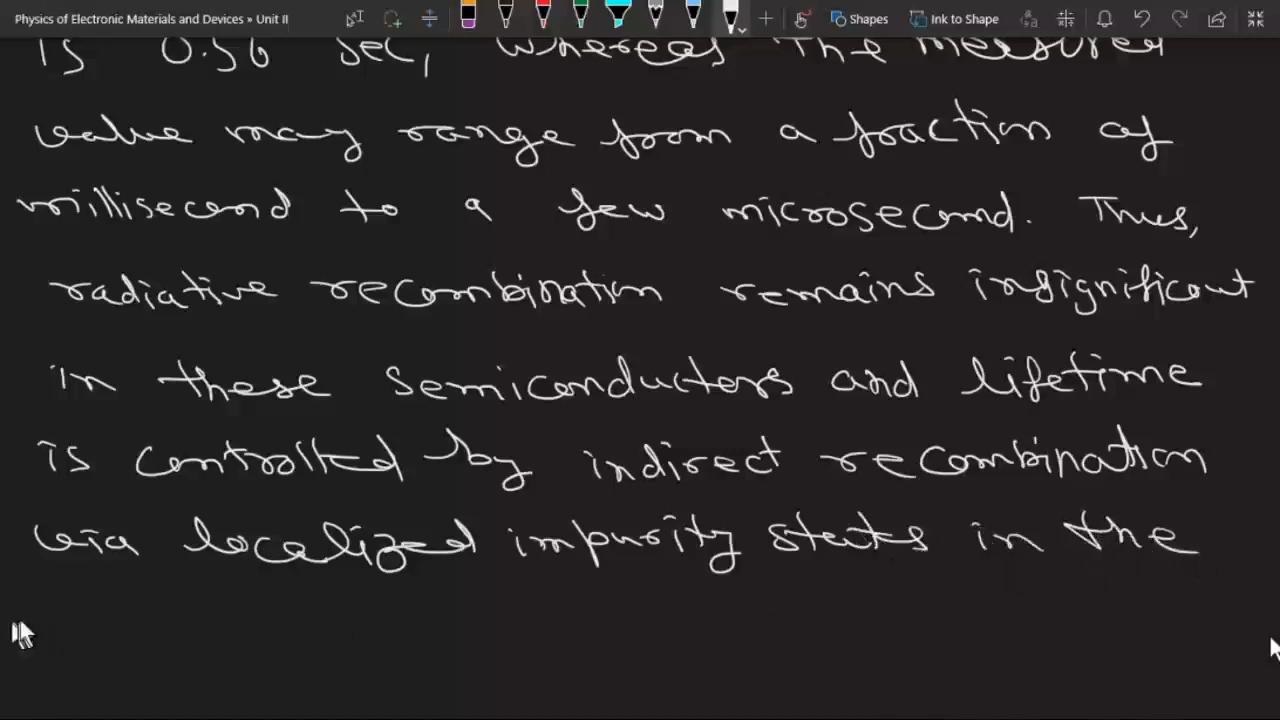 Physics of Electronic Materials and Devices » Unit II
Shapes
Ink to Shape
is 0.56 sec, whereas the measured
value may range from a fraction of
millisecond to a few microsecond. Thus,
radiative recombination remains insignificant
in these semiconductors and lifetime
is controlled by indirect recombination
via localized impurity states in the